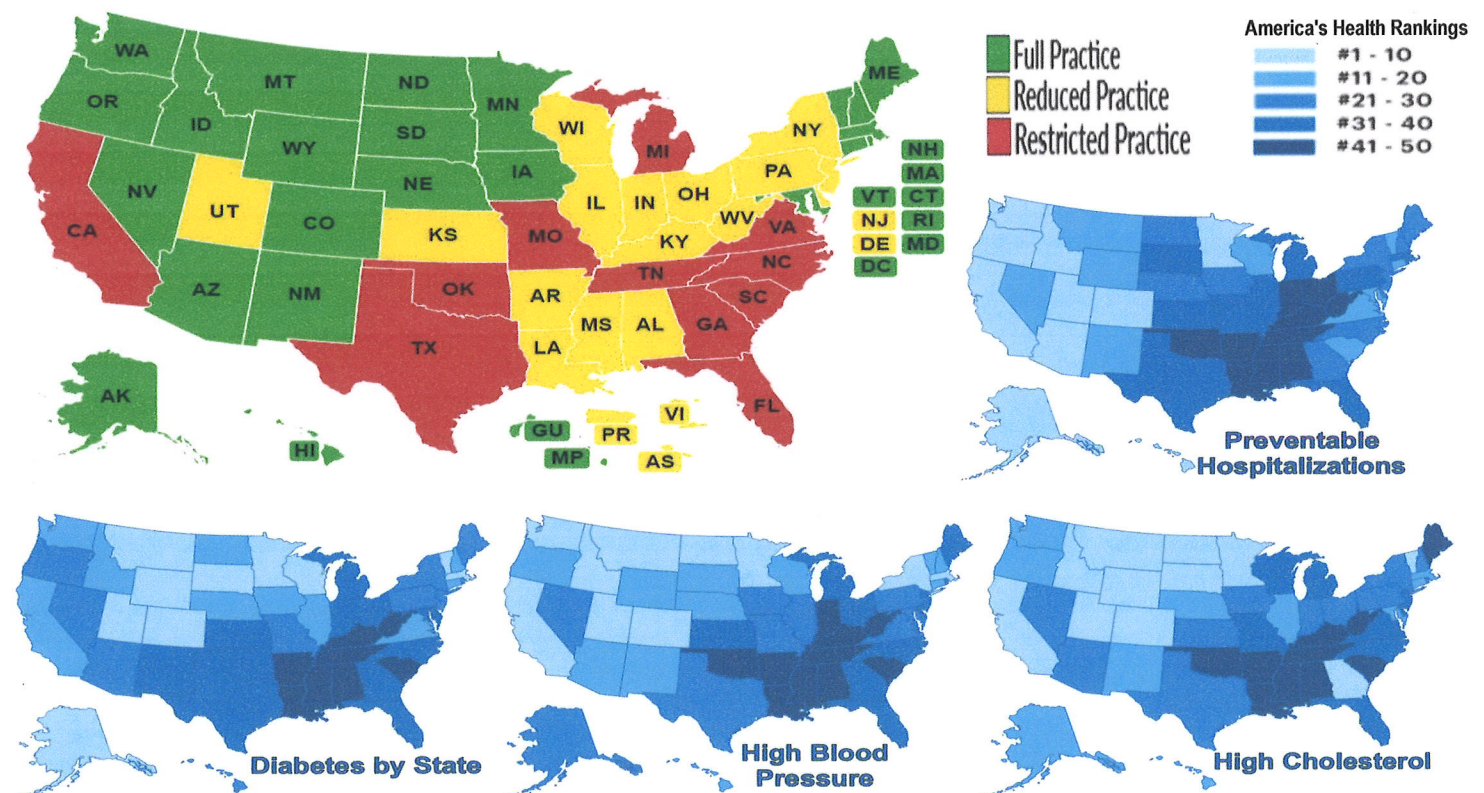 WA
MT
ND
MN
ME
OR
ID
WY
SD
WI
MI
NY
NV
UT
CO
NE
IA
IL
IN
OH
PA
CA
KS
MO
KY
WV
VA
AZ
NM
OK
AR
TN
NC
SC
TX
LA
MS
AL
GA
FL
AK
HI
NH
MA
VT
CT
NJ
RI
DE
MD
DC
GU
MP
PR
VI
AS
Full Practice
Reduced Practice
Restricted Practice
America's Health Rankings
#1 - 10
#11 - 20
#21 - 30
#31 - 40
#41 - 50
Preventable
Hospitalizations
Diabetes by State
High Blood
Pressure
High Cholesterol